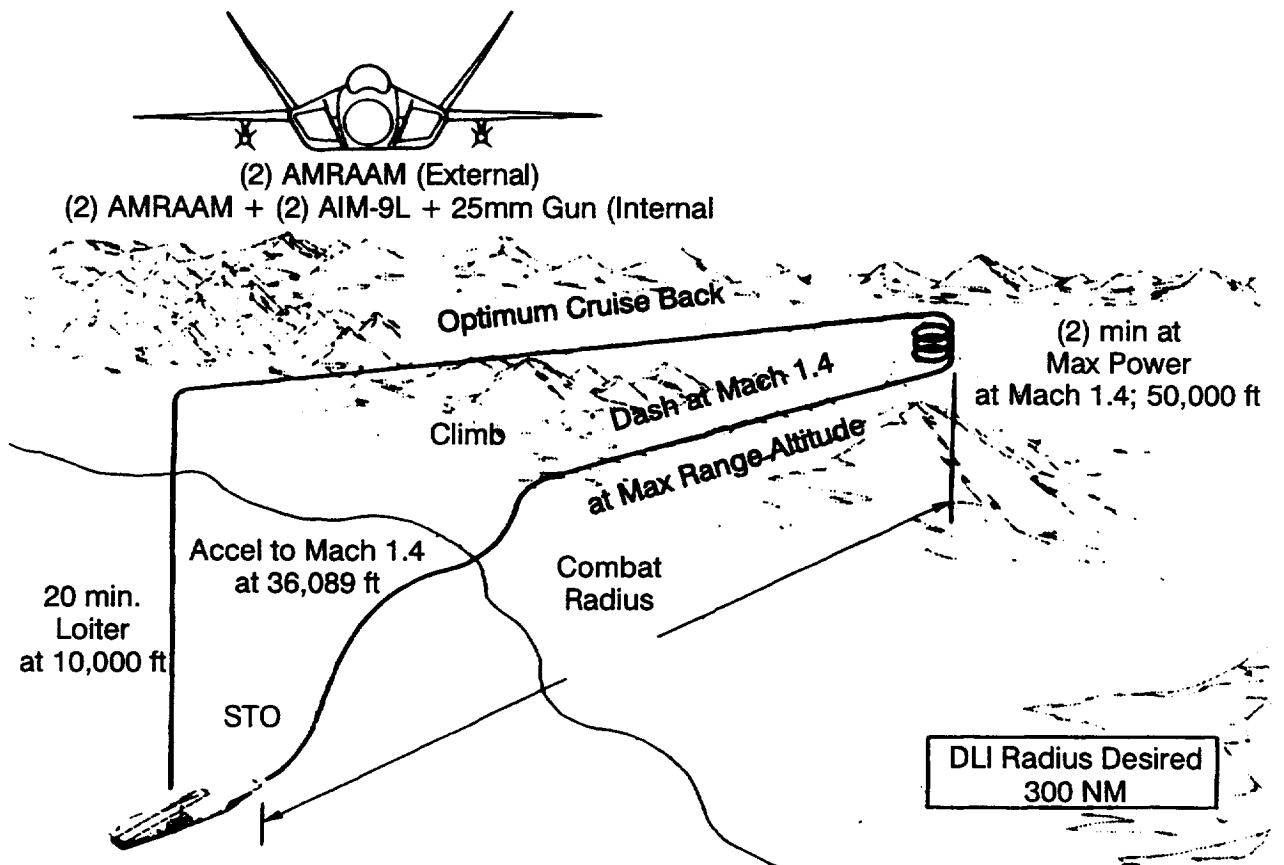 (2) AMRAAM (External)
(2) AMRAAM + (2) AIM-9L + 25mm Gun (Internal
Optimum Cruise Back
(2) min at
Max Power
at Mach 1.4; 50,000 ft
Dash at Mach 1.4
Climb
at Max Range Altitude
Accel to Mach 1.4
at 36,089 ft
Combat
Radius
20 min.
Loiter
at 10,000 ft
STO
DLI Radius Desired
300 NM